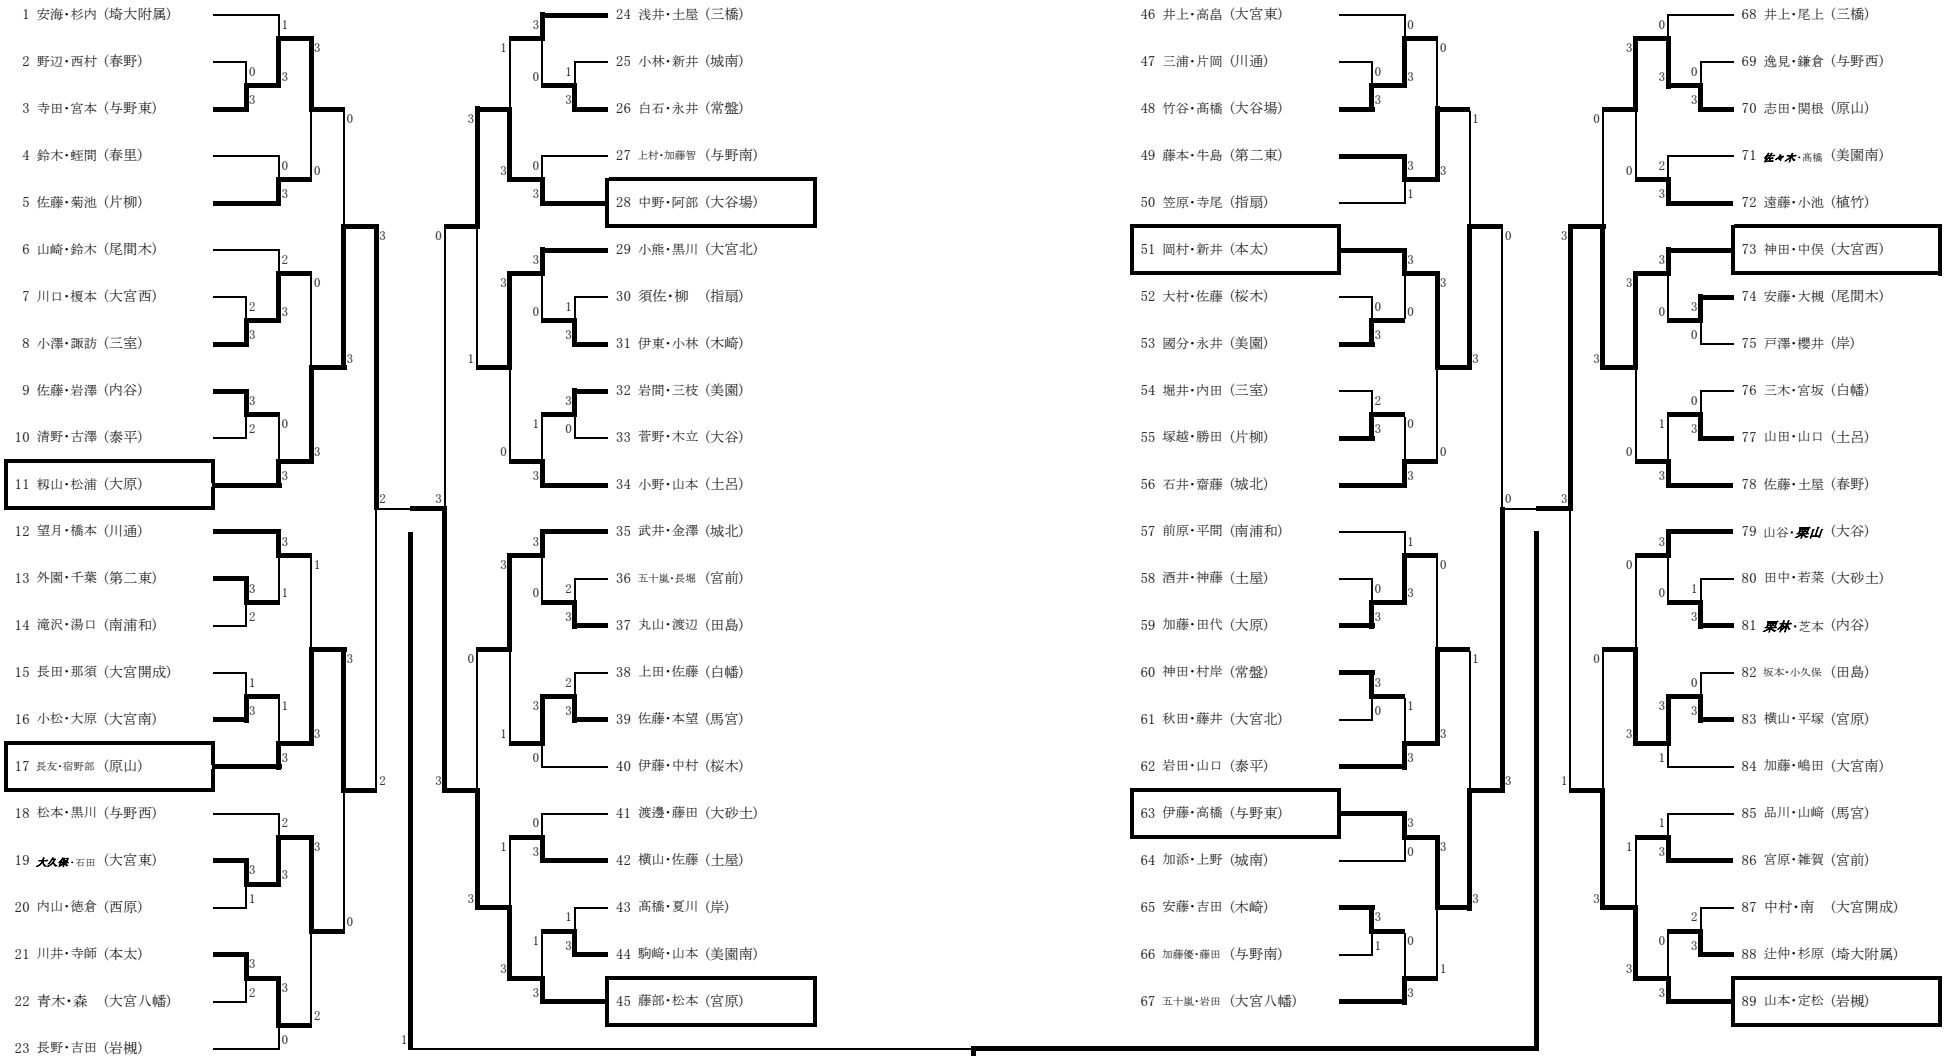 1 安海・杉内 (埼大附属)
2 野辺・西村 (春野)
3 寺田・宮本 (与野東)
4 鈴木・蛭間 (春里)
5 佐藤・菊池 (片柳)
6 山崎・鈴木 (尾間木)
7 川口・榎本 (大宮西)
8 小澤・諏訪 (三室)
9 佐藤・岩澤 (内谷)
10 清野・古澤 (泰平)
11 籾山・松浦 (大原)
12 望月・橋本 (川通)
13 外園・千葉 (第二東)
14 滝沢・湯口 (南浦和)
15 長田・那須 (大宮開成)
16 小松・大原 (大宮南)
17 長友・宿野部 (原山)
18 松本・黒川 (与野西)
19 大久保・石田 (大宮東)
20 内山・徳倉 (西原)
21 川井・寺師 (本太)
22 青木・森 (大宮八幡)
23 長野・吉田 (岩槻)
24 浅井・土屋 (三橋)
25 小林・新井 (城南)
26 白石・永井 (常盤)
27 上村・加藤智 (与野南)
28 中野・阿部 (大谷場)
29 小熊・黒川 (大宮北)
30 須佐・柳 (指扇)
31 伊東・小林 (木崎)
32 岩間・三枝 (美園)
33 菅野・木立 (大谷)
34 小野・山本 (土呂)
35 武井・金澤 (城北)
36 五十嵐・長堀 (宮前)
37 丸山・渡辺 (田島)
38 上田・佐藤 (白幡)
39 佐藤・本望 (馬宮)
40 伊藤・中村 (桜木)
41 渡邊・藤田 (大砂土)
42 横山・佐藤 (土屋)
43 髙橋・夏川 (岸)
44 駒﨑・山本 (美園南)
45 藤部・松本 (宮原)
46 井上・高畠 (大宮東)
47 三浦・片岡 (川通)
48 竹谷・髙橋 (大谷場)
49 藤本・牛島 (第二東)
50 笠原・寺尾 (指扇)
51 岡村・新井 (本太)
52 大村・佐藤 (桜木)
53 國分・永井 (美園)
54 堀井・内田 (三室)
55 塚越・勝田 (片柳)
56 石井・齋藤 (城北)
57 前原・平間 (南浦和)
58 酒井・神藤 (土屋)
59 加藤・田代 (大原)
60 神田・村岸 (常盤)
61 秋田・藤井 (大宮北)
62 岩田・山口 (泰平)
63 伊藤・高橋 (与野東)
64 加添・上野 (城南)
65 安藤・吉田 (木崎)
66 加藤優・藤田 (与野南)
67 五十嵐・岩田 (大宮八幡)
68 井上・尾上 (三橋)
69 逸見・鎌倉 (与野西)
70 志田・関根 (原山)
71 佐々木・髙橋 (美園南)
72 遠藤・小池 (植竹)
73 神田・中俣 (大宮西)
74 安藤・大槻 (尾間木)
75 戸澤・櫻井 (岸)
76 三木・宮坂 (白幡)
77 山田・山口 (土呂)
78 佐藤・土屋 (春野)
79 山谷・栗山 (大谷)
80 田中・若菜 (大砂土)
81 栗林・芝本 (内谷)
82 坂本・小久保 (田島)
83 横山・平塚 (宮原)
84 加藤・嶋田 (大宮南)
85 品川・山﨑 (馬宮)
86 宮原・雑賀 (宮前)
87 中村・南 (大宮開成)
88 辻仲・杉原 (埼大附属)
89 山本・定松 (岩槻)